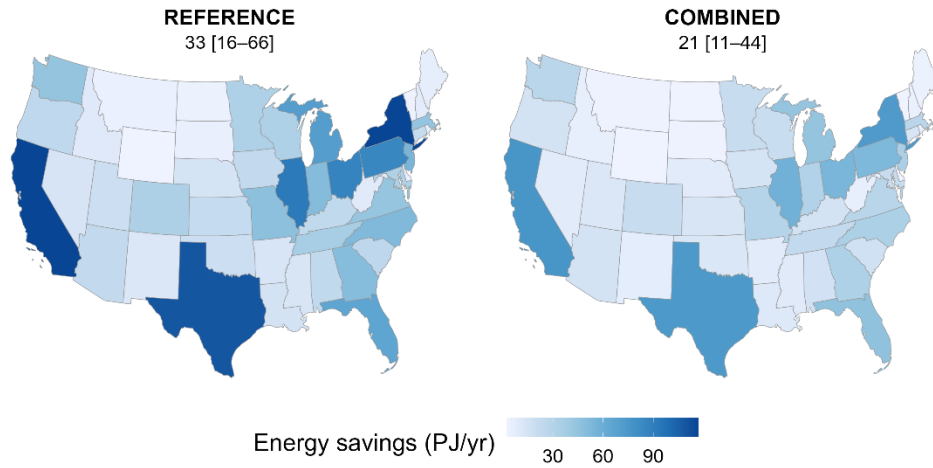 REFERENCE
33 [16–66]
COMBINED
21 [11–44]
Energy savings (PJ/yr)
30 60 90